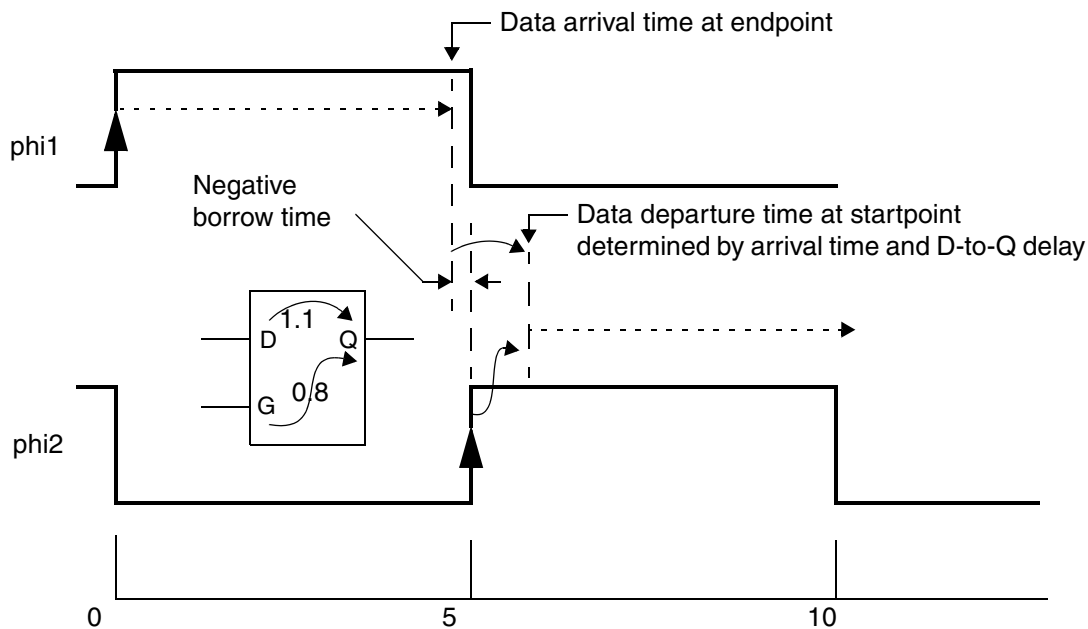 Data arrival time at endpoint
phi1
Negative
borrow time
Data departure time at startpoint
determined by arrival time and D-to-Q delay
1.1
D
Q
0.8
G
phi2
0
5
10